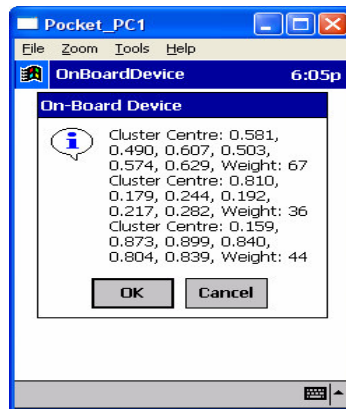 Pocket_PC1
File Zoom Tools Help
OnBoardDevice 6:05p
On-Board Device
Cluster Centre: 0.581,
0.490, 0.607, 0.503,
0.574, 0.629, Weight: 67
Cluster Centre: 0.810,
0.179, 0.244, 0.192,
0.217, 0.282, Weight: 36
Cluster Centre: 0.159,
0.873, 0.899, 0.840,
0.804, 0.839, Weight: 44
OK Cancel